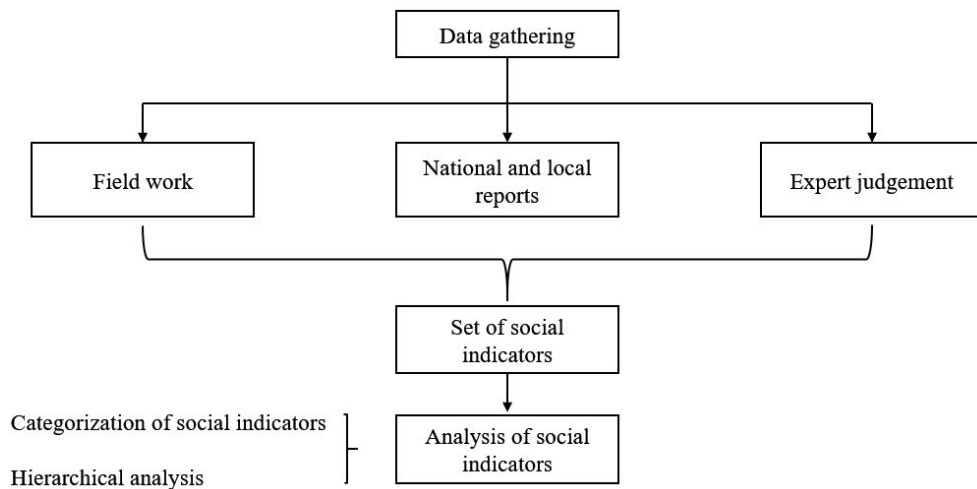 Data gathering
Field work
National and local
reports
Expert judgement
Set of social
indicators
Categorization of social indicators
Hierarchical analysis
Analysis of social
indicators